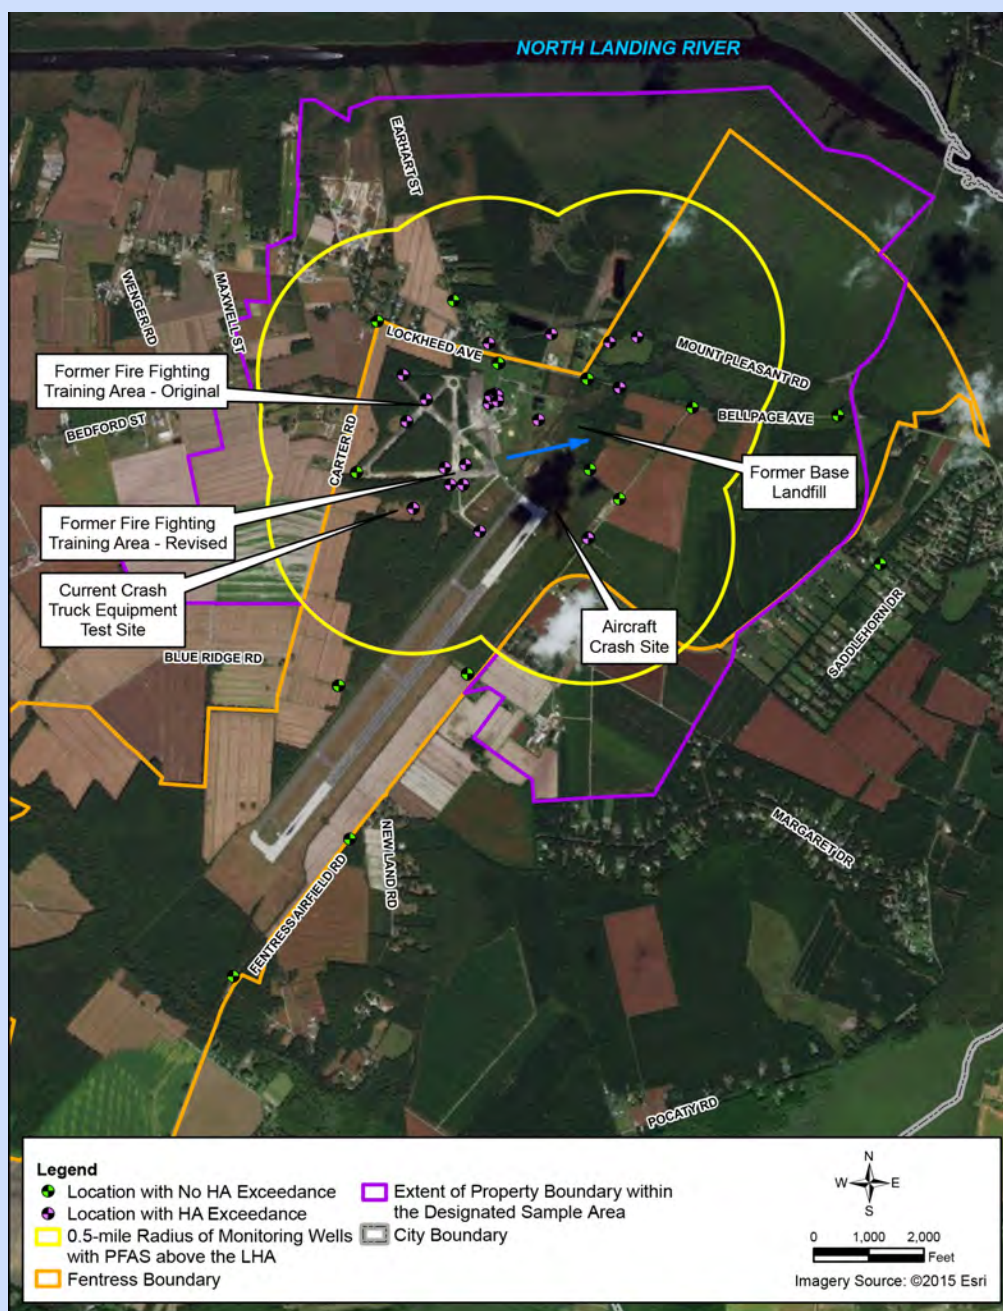 NORTH LANDING RIVER
EARHART ST
WENGER RD
MAXWELL ST
LOCKHEED AVE
MOUNT PLEASANT RD
Former Fire Fighting
Training Area - Original
BEDFORD ST
BELLPAGE AVE
CARTER RD
Former Base
Landfill
Former Fire Fighting
Training Area - Revised
Current Crash
Truck Equipment
Test Site
Aircraft
Crash Site
SADDLEHORN DR
BLUE RIDGE RD
MARGARET DR
NEW LAND RD
FENTRESS AIRFIELD RD
POCATY RD
Legend
Location with No HA Exceedance
Location with HA Exceedance
0.5-mile Radius of Monitoring Wells
with PFAS above the LHA
Fentress Boundary
Extent of Property Boundary within
the Designated Sample Area
City Boundary
N
W E
S
0 1,000 2,000
Feet
Imagery Source: ©2015 Esri